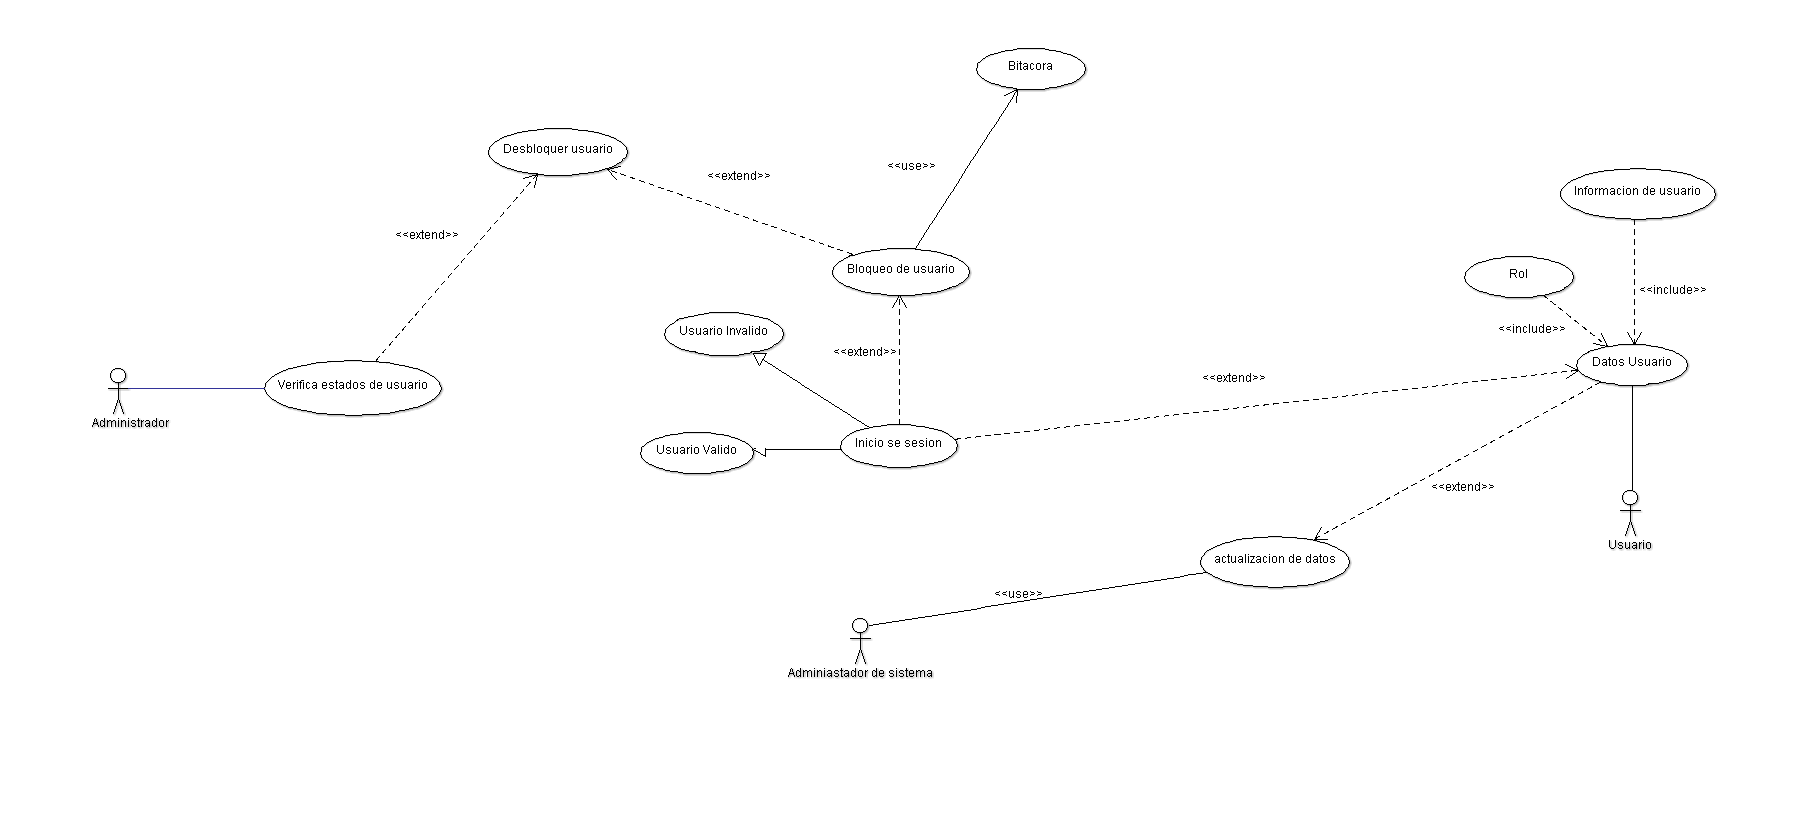 Bitacora
Desbloquer usuario
<<use>>
<<extend>>
Informacion de usuario
<<extend>>
Bloqueo de usuario
Rol
<<include>>
<<include>>
Usuario Invalido
<<extend>>
Datos Usuario
<<extend>>
Verifica estados de usuario
Administrador
Inicio se sesion
Usuario Valido
<<extend>>
Usuario
actualizacion de datos
<<use>>
Adminiastador de sistema